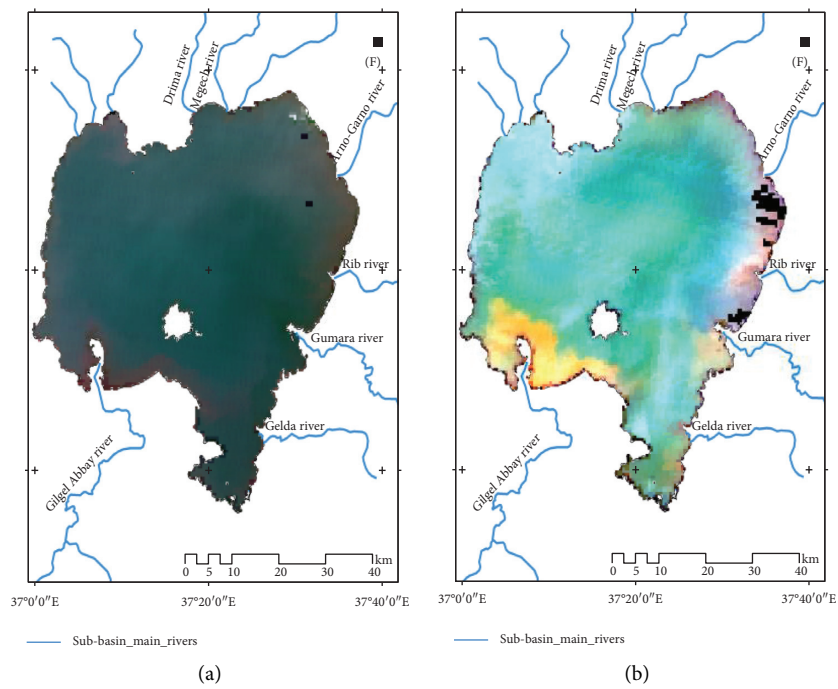 (F)
Drima river
Megech river
Arno-Garno river
Rib river
Gumara river
Gelda river
Gilgel Abbay river
km
0 5 10 20 30 40
37°0′0″E 37°20′0″E 37°40′0″E
Sub-basin_main_rivers
(a)
(F)
Drima river
Megech river
Arno-Garno river
Rib river
Gumara river
Gelda river
Gilgel Abbay river
km
0 5 10 20 30 40
37°0′0″E 37°20′0″E 37°40′0″E
Sub-basin_main_rivers
(b)